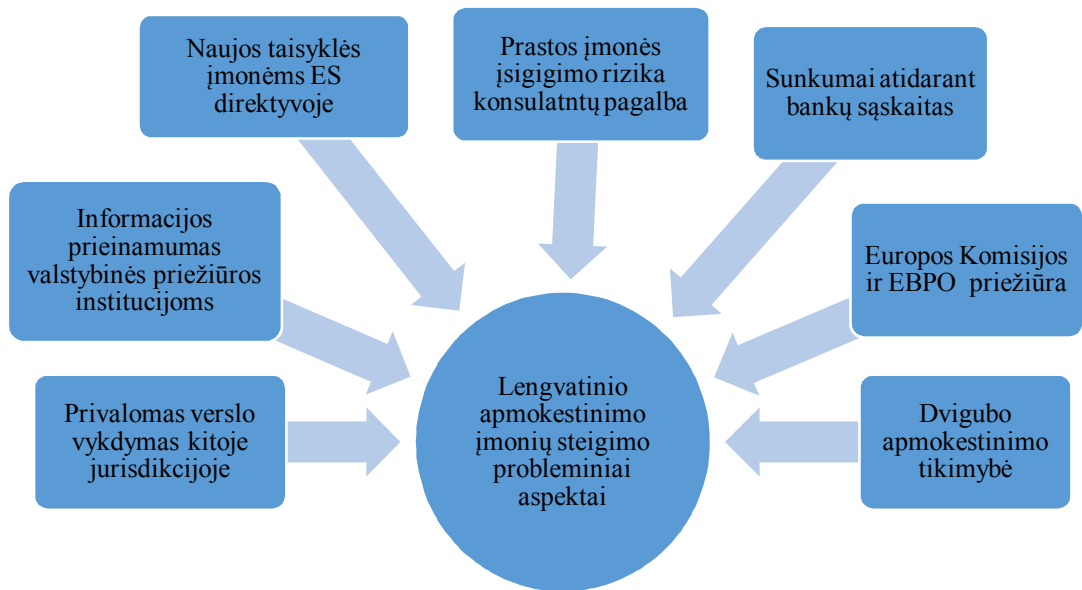 Naujos taisyklės
įmonėms ES
direktyvoje
Prastos įmonės
įsigigimo rizika
konsulatntų pagalba
Sunkumai atidarant
bankų sąskaitas
Informacijos
prieinamumas
valstybinės priežiūros
institucijoms
Europos Komisijos
ir EBPO priežiūra
Privalomas verslo
vykdymas kitoje
jurisdikcijoje
Lengvatinio
apmokestinimo
įmonių steigimo
probleminiai
aspektai
Dvigubo
apmokestinimo
tikimybė